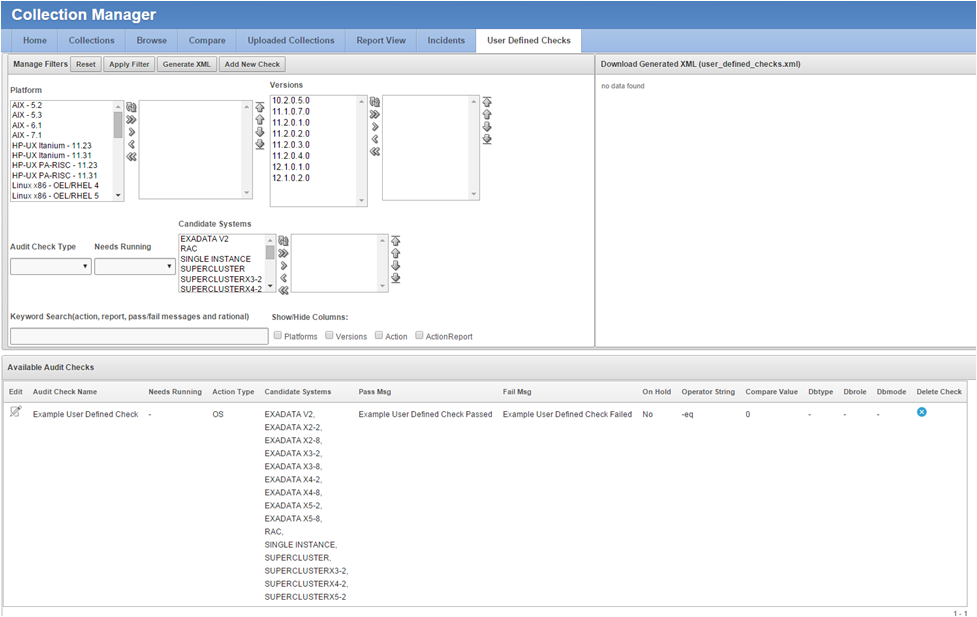 Collection Manager
Home Collections Browse Compare Uploaded Collections Report View Incidents User Defined Checks
Manage Filters Reset Apply Filter Generate XML Add New Check
Download Generated XML (user_defined_checks.xml)
no data found
Platform
AIX - 5.2
AIX - 5.3
AIX - 6.1
AIX - 7.1
HP-UX Itanium - 11.23
HP-UX Itanium - 11.31
HP-UX PA-RISC - 11.23
HP-UX PA-RISC - 11.31
Linux x86 - OEL/RHEL 4
Linux x86 - OEL/RHEL 5
Versions
10.2.0.5.0
11.1.0.7.0
11.2.0.1.0
11.2.0.2.0
11.2.0.3.0
11.2.0.4.0
12.1.0.1.0
12.1.0.2.0
Audit Check Type Needs Running
Candidate Systems
EXADATA V2
RAC
SINGLE INSTANCE
SUPERCLUSTER
SUPERCLUSTERX3-2
SUPERCLUSTERX4-2
Keyword Search(action, report, pass/fail messages and rational)
Show/Hide Columns:
Platforms Versions Action ActionReport
Available Audit Checks
Edit Audit Check Name Needs Running Action Type Candidate Systems Pass Msg Fail Msg On Hold Operator String Compare Value Dbtype Dbrole Dbmode Delete Check
Example User Defined Check - OS EXADATA V2, Example User Defined Check Passed Example User Defined Check Failed No -eq 0 - - -
EXADATA X2-2,
EXADATA X2-8,
EXADATA X3-2,
EXADATA X3-8,
EXADATA X4-2,
EXADATA X4-8,
EXADATA X5-2,
EXADATA X5-8,
RAC,
SINGLE INSTANCE,
SUPERCLUSTER,
SUPERCLUSTERX3-2,
SUPERCLUSTERX4-2,
SUPERCLUSTERX5-2
1 - 1